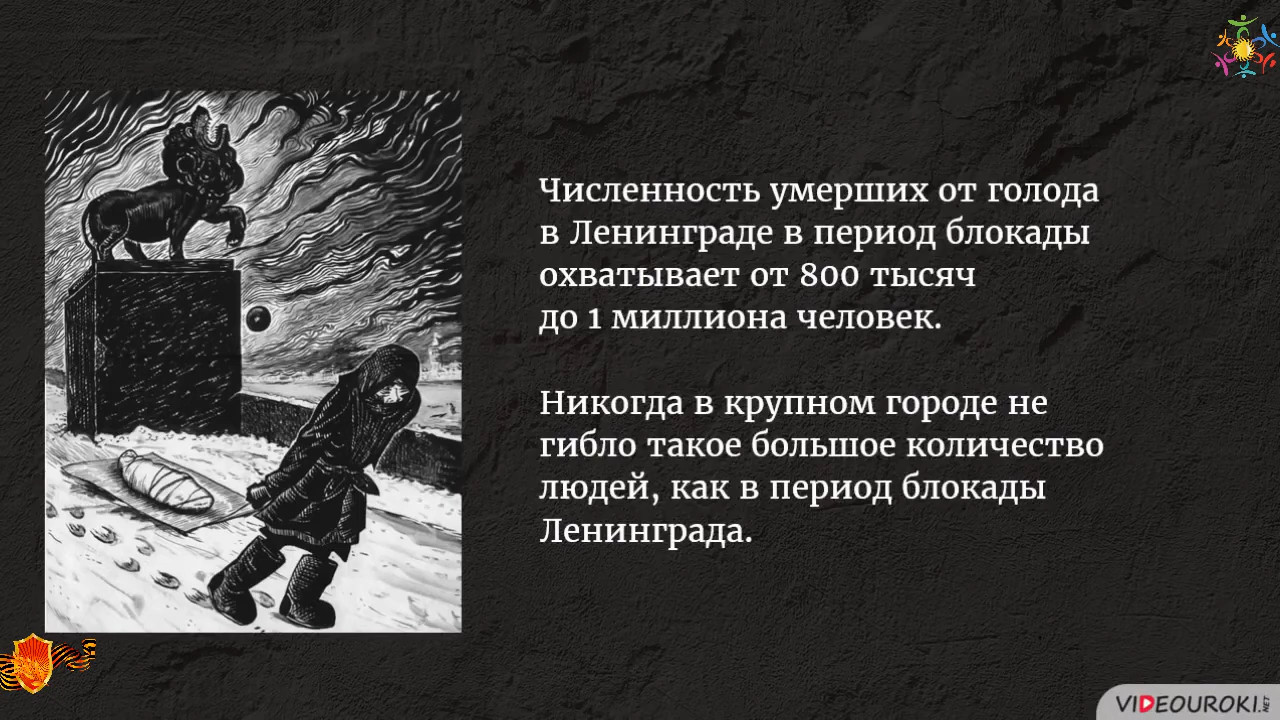 Численность умерших от голода
в Ленинграде в период блокады
охватывает от 800 тысяч
до 1 миллиона человек.
Никогда в крупном городе не
гибло такое большое количество
людей, как в период блокады
Ленинграда.
VIDEOUROKI.NET